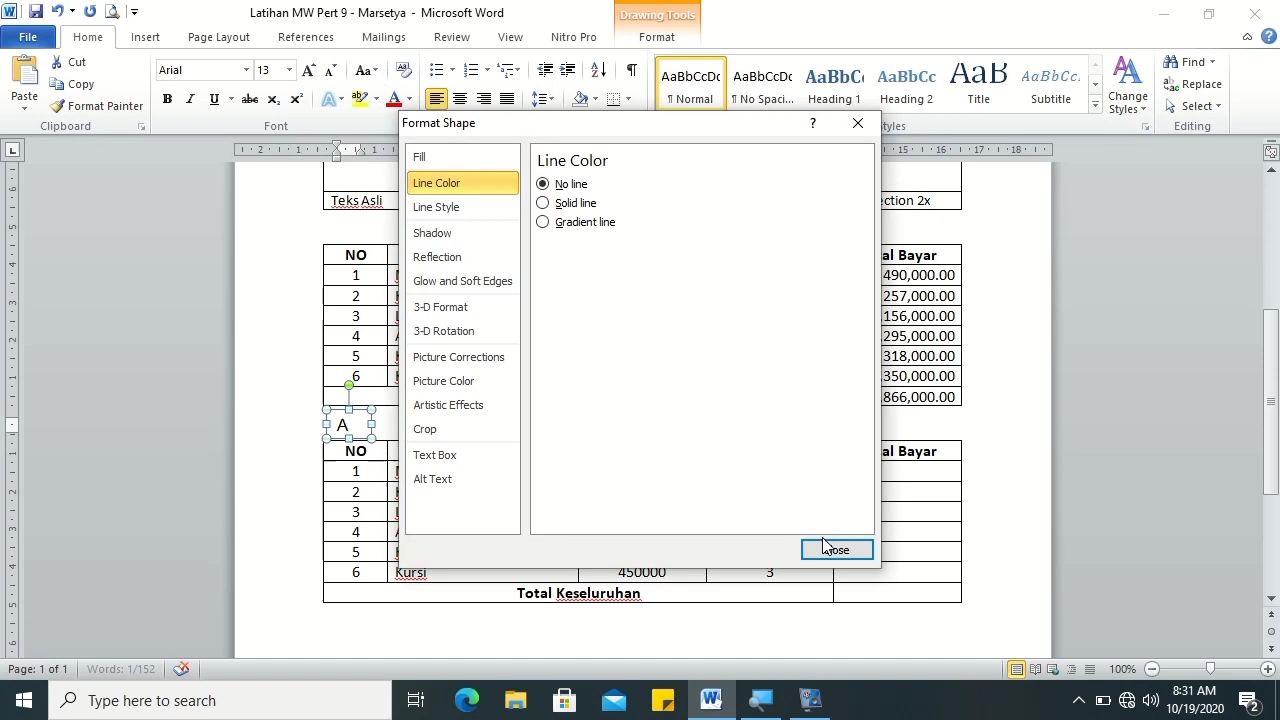 Latihan MW Pert 9 - Marsetya - Microsoft Word
Drawing Tools
File Home Insert Page Layout References Mailings Review View Nitro Pro Format
Paste
Cut
Copy
Format Painter
Clipboard
Arial 13
Font
AaBbCcDc
¶ Normal
AaBbCcDc
¶ No Spaci...
AaBbCc
Heading 1
AaBbCc
Heading 2
AaB
Title
AaBbCc.
Subtitle
Change Styles
Styles
Find
Replace
Select
Editing
Format Shape
Fill
Line Color
Line Style
Shadow
Reflection
Glow and Soft Edges
3-D Format
3-D Rotation
Picture Corrections
Picture Color
Artistic Effects
Crop
Text Box
Alt Text
Line Color
No line
Solid line
Gradient line
Close
Teks Asli
ection 2x
NO al Bayar
1 490,000.00
2 257,000.00
3 156,000.00
4 295,000.00
5 318,000.00
6 350,000.00
866,000.00
A
NO al Bayar
1
2
3
4
5
6 Kursi 450000 3
Total Keseluruhan
Page: 1 of 1 Words: 1/152 100%
Type here to search
8:31 AM
10/19/2020
2